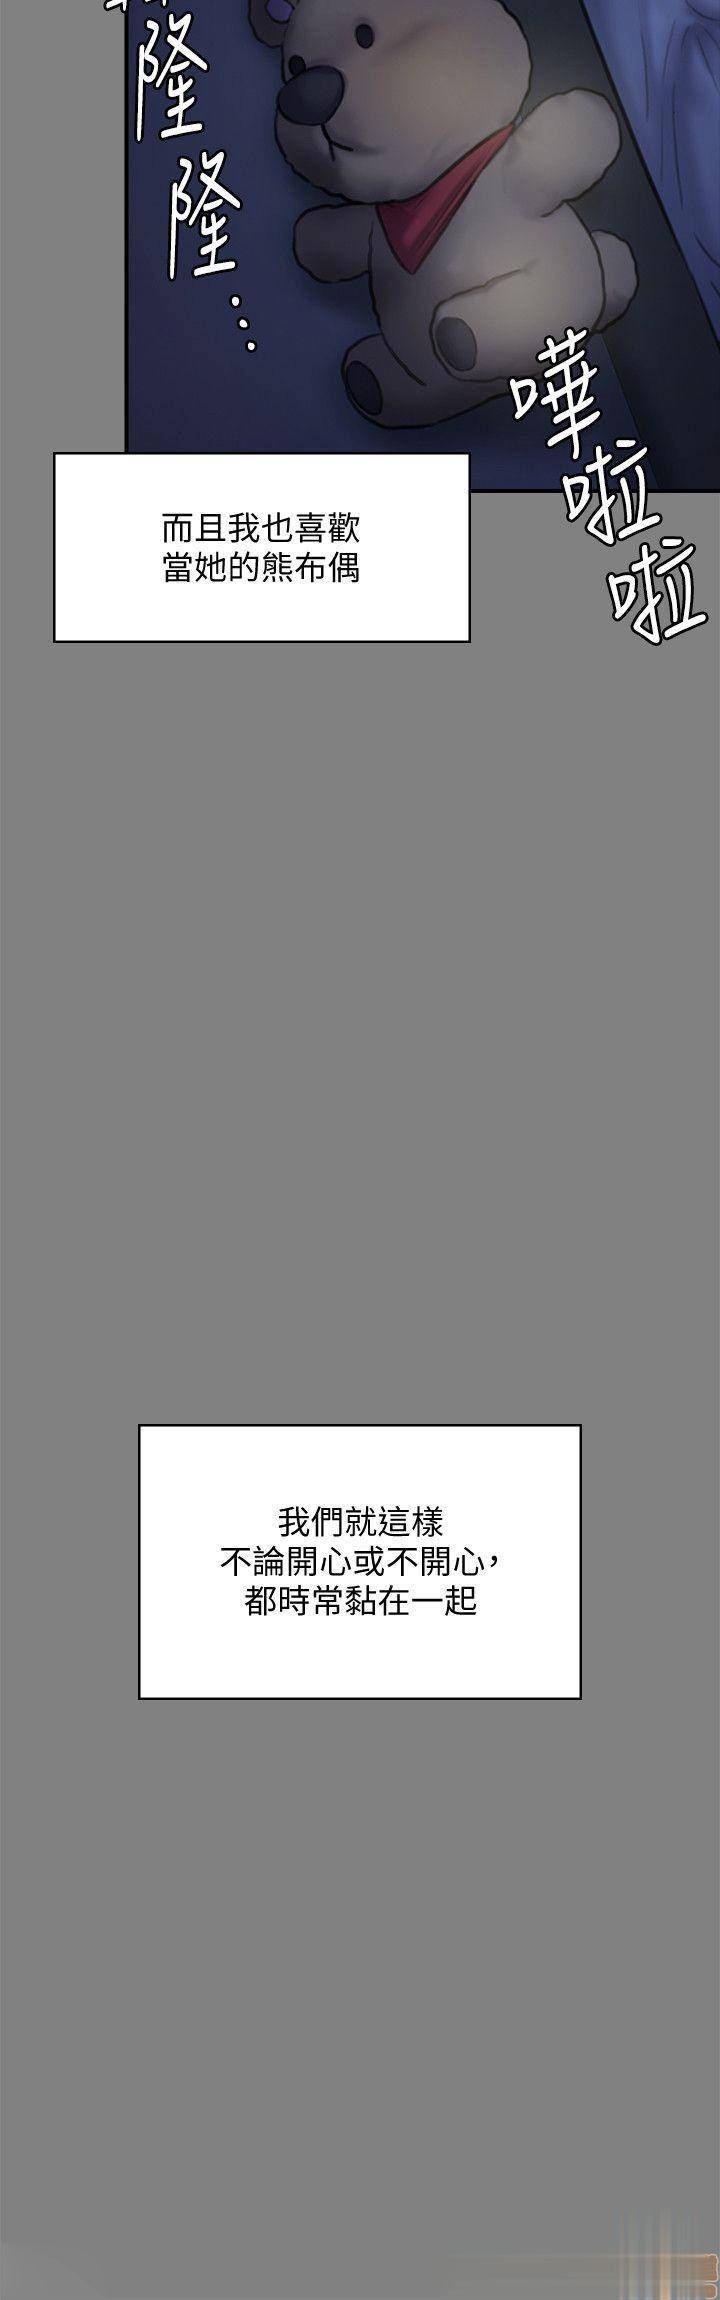 隆
隆
⋯
嘩
啦
啦
而且我也喜歡
當她的熊布偶
我們就這樣
不論開心或不開心，
都時常黏在一起